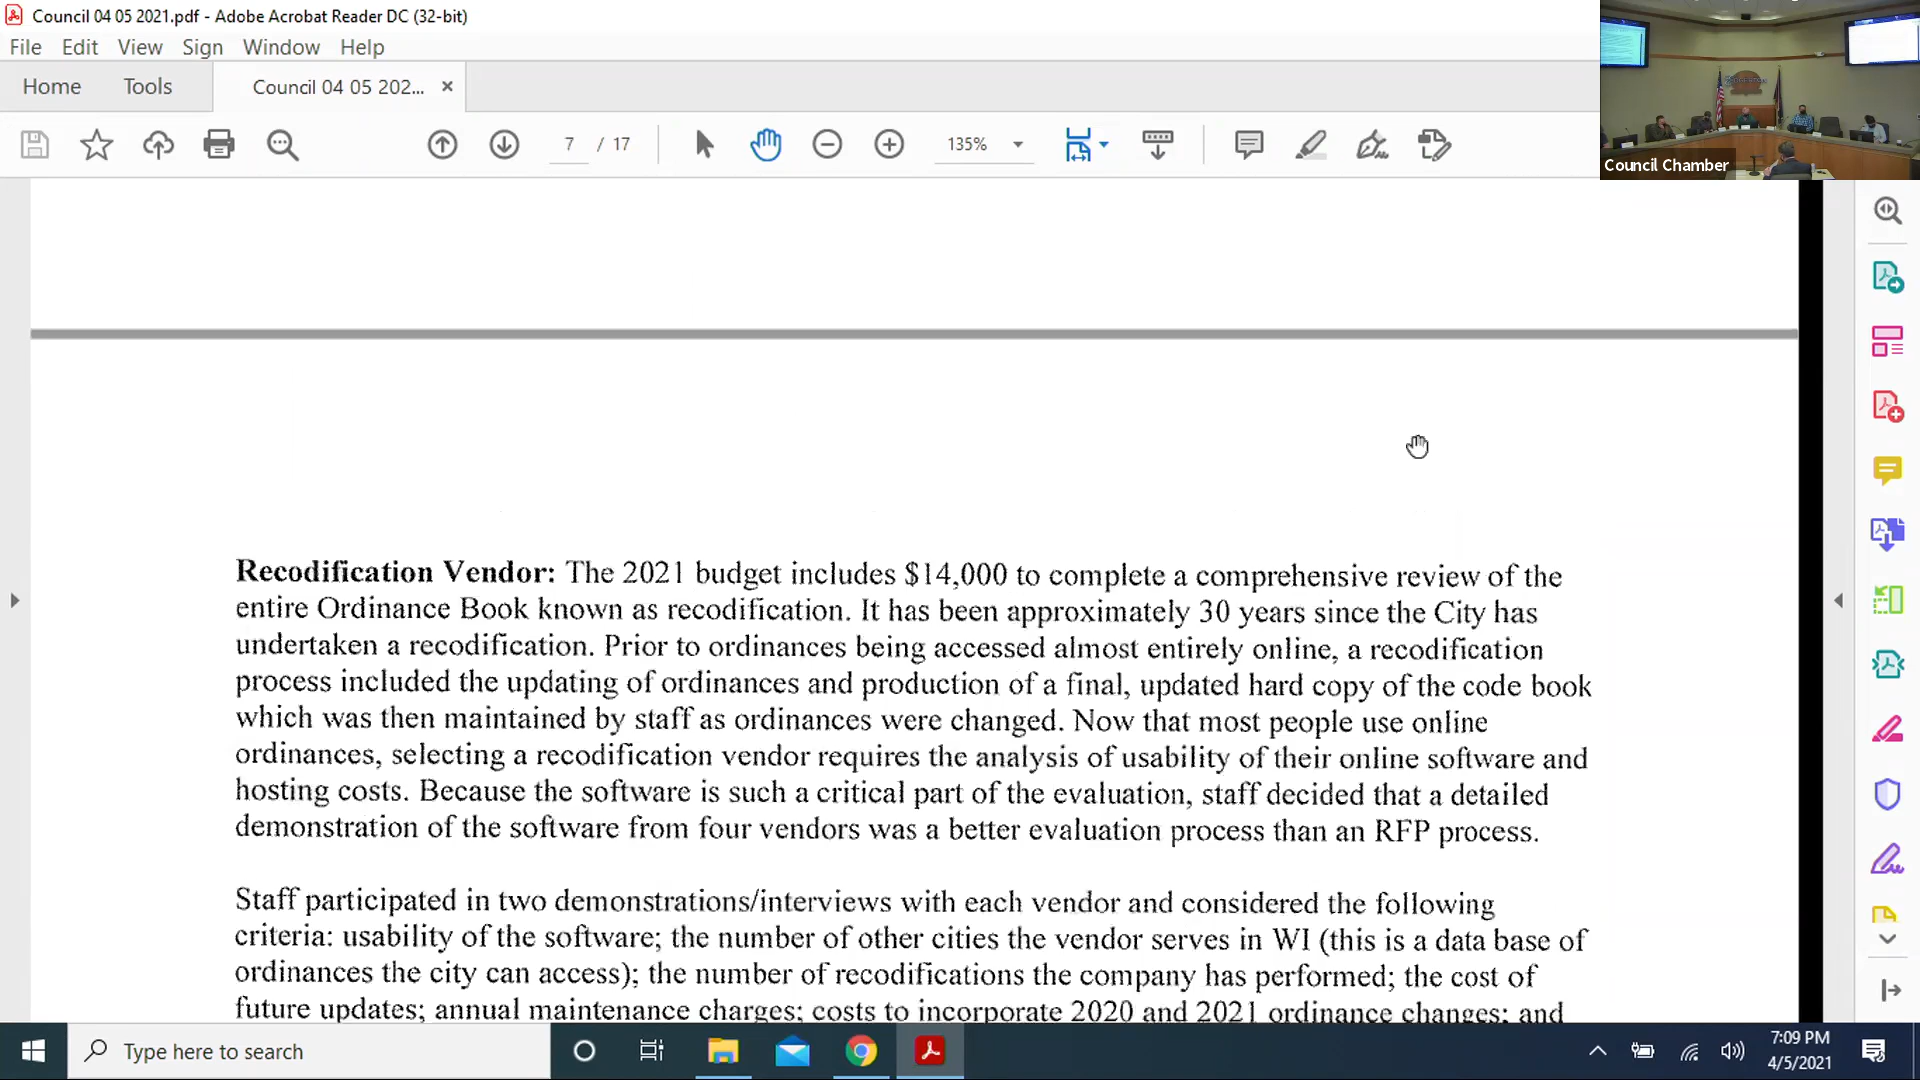 Council 04 05 2021.pdf - Adobe Acrobat Reader DC (32-bit)
File Edit View Sign Window Help
Home Tools Council 04 05 202... ×
7 / 17 135%
Council Chamber
Recodification Vendor: The 2021 budget includes $14,000 to complete a comprehensive review of the
entire Ordinance Book known as recodification. It has been approximately 30 years since the City has
undertaken a recodification. Prior to ordinances being accessed almost entirely online, a recodification
process included the updating of ordinances and production of a final, updated hard copy of the code book
which was then maintained by staff as ordinances were changed. Now that most people use online
ordinances, selecting a recodification vendor requires the analysis of usability of their online software and
hosting costs. Because the software is such a critical part of the evaluation, staff decided that a detailed
demonstration of the software from four vendors was a better evaluation process than an RFP process.
Staff participated in two demonstrations/interviews with each vendor and considered the following
criteria: usability of the software; the number of other cities the vendor serves in WI (this is a data base of
ordinances the city can access); the number of recodifications the company has performed; the cost of
future updates; annual maintenance charges; costs to incorporate 2020 and 2021 ordinance changes; and
Type here to search
7:09 PM
4/5/2021